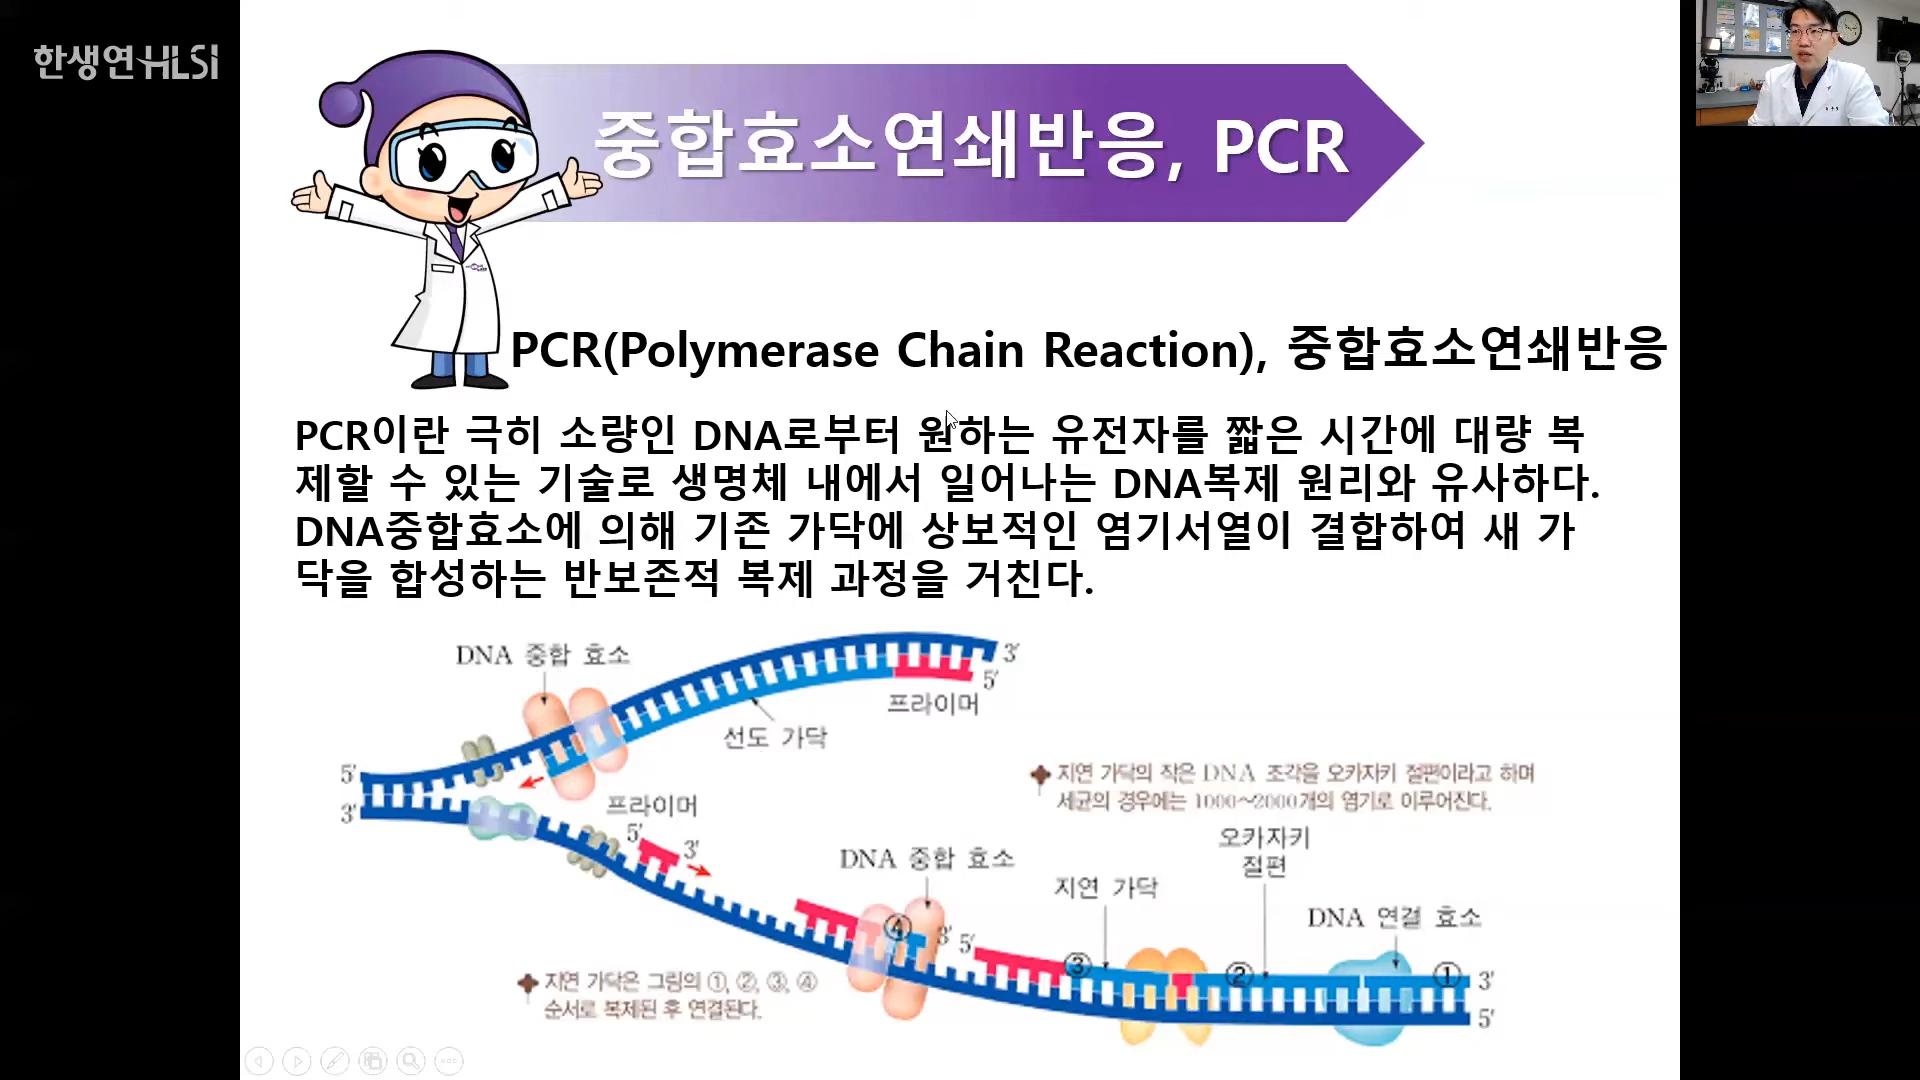 한생연 HLSI
중합효소연쇄반응, PCR
PCR(Polymerase Chain Reaction), 중합효소연쇄반응
PCR이란 극히 소량인 DNA로부터 원하는 유전자를 짧은 시간에 대량 복
제할 수 있는 기술로 생명체 내에서 일어나는 DNA복제 원리와 유사하다.
DNA중합효소에 의해 기존 가닥에 상보적인 염기서열이 결합하여 새 가
닥을 합성하는 반보존적 복제 과정을 거친다.
DNA 중합 효소
3′
5′
프라이머
선도 가닥
5′
3′
프라이머
5′
3′
지연 가닥의 작은 DNA 조각을 오카자키 절편이라고 하며
세균의 경우에는 1000~2000개의 염기로 이루어진다.
오카자키
절편
DNA 중합 효소
지연 가닥
DNA 연결 효소
④
3′
5′
③
②
①
3′
5′
지연 가닥은 그림의 ①, ②, ③, ④
순서로 복제된 후 연결된다.